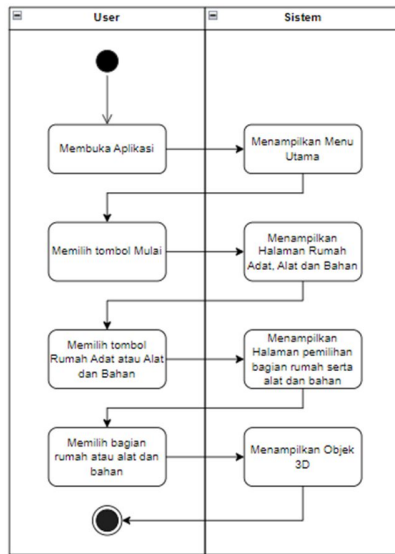 User
Sistem
Membuka Aplikasi
Menampilkan Menu
Utama
Memilih tombol Mulai
Menampilkan
Halaman Rumah
Adat, Alat dan Bahan
Memilih tombol
Rumah Adat atau Alat
dan Bahan
Menampilkan
Halaman pemilihan
bagian rumah serta
alat dan bahan
Memilih bagian
rumah atau alat dan
bahan
Menampilkan Objek
3D